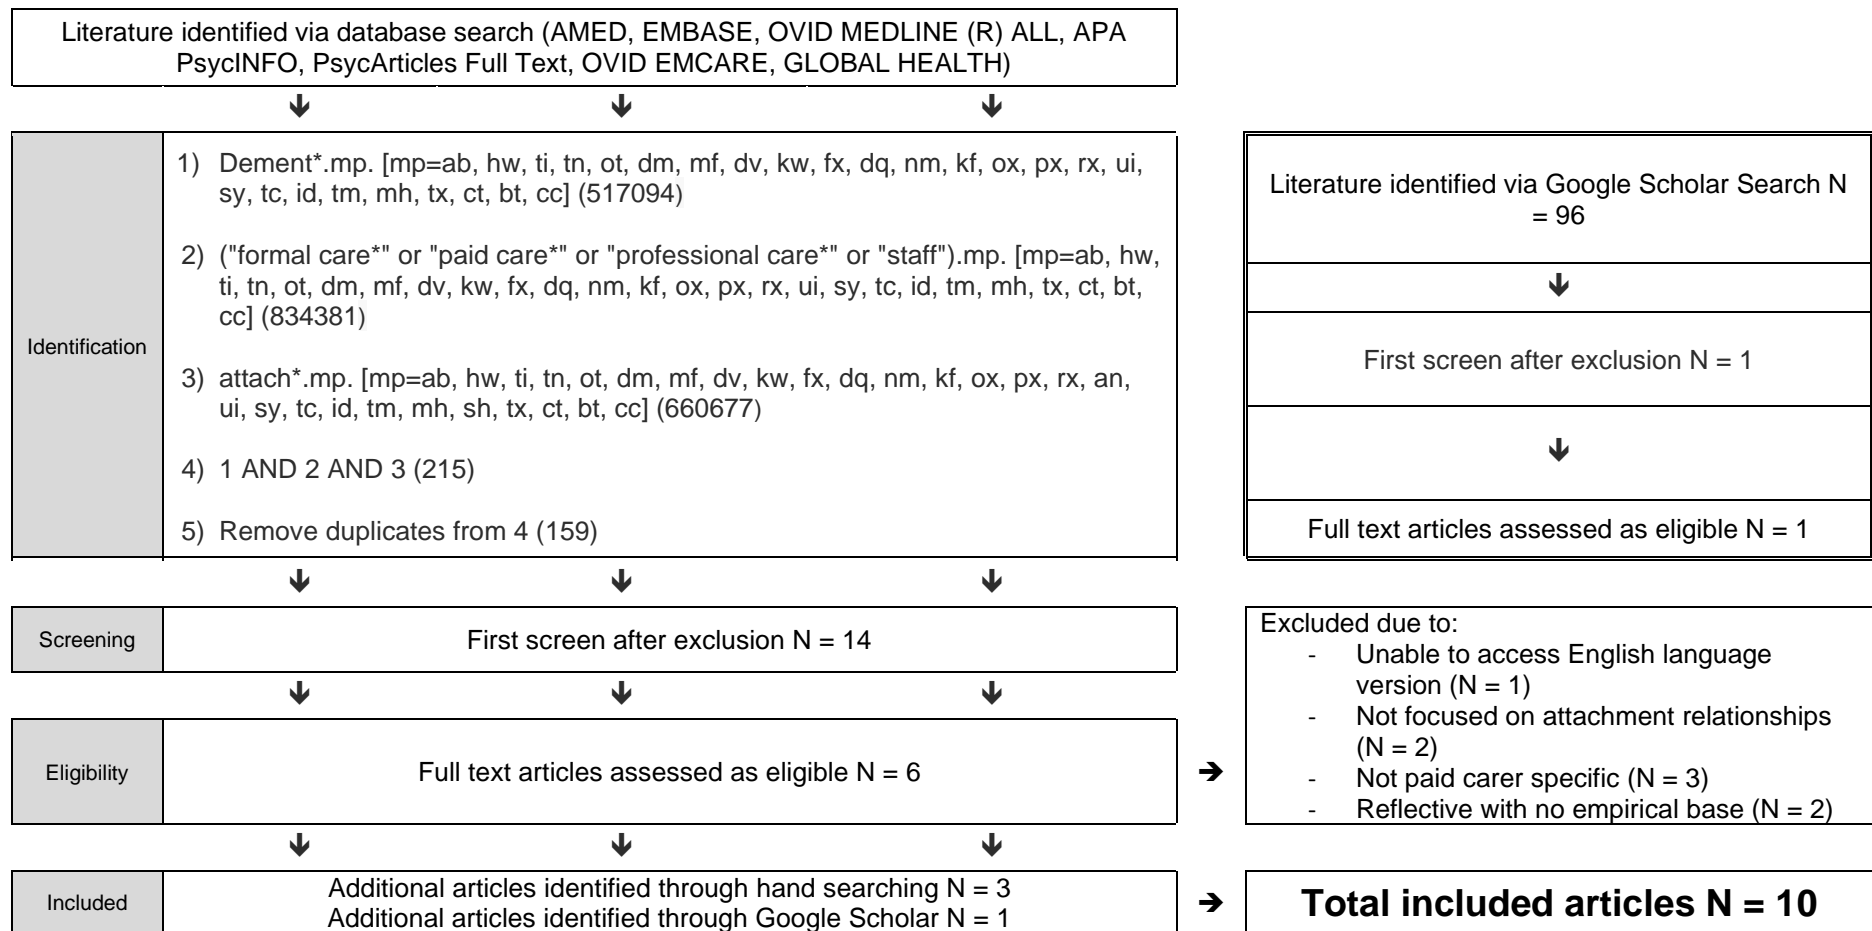 Literature identified via database search (AMED, EMBASE, OVID MEDLINE (R) ALL, APA
PsycINFO, PsycArticles Full Text, OVID EMCARE, GLOBAL HEALTH)
🡻 🡻 🡻
Identification
1) Dement*.mp. [mp=ab, hw, ti, tn, ot, dm, mf, dv, kw, fx, dq, nm, kf, ox, px, rx, ui,
sy, tc, id, tm, mh, tx, ct, bt, cc] (517094)
2) ("formal care*" or "paid care*" or "professional care*" or "staff").mp. [mp=ab, hw,
ti, tn, ot, dm, mf, dv, kw, fx, dq, nm, kf, ox, px, rx, ui, sy, tc, id, tm, mh, tx, ct, bt,
cc] (834381)
3) attach*.mp. [mp=ab, hw, ti, tn, ot, dm, mf, dv, kw, fx, dq, nm, kf, ox, px, rx, an,
ui, sy, tc, id, tm, mh, sh, tx, ct, bt, cc] (660677)
4) 1 AND 2 AND 3 (215)
5) Remove duplicates from 4 (159)
Literature identified via Google Scholar Search N
= 96
🡻
First screen after exclusion N = 1
🡻
Full text articles assessed as eligible N = 1
🡻 🡻 🡻
Screening
First screen after exclusion N = 14
🡻 🡻 🡻
Eligibility
Full text articles assessed as eligible N = 6
🡺
Excluded due to:
- Unable to access English language
version (N = 1)
- Not focused on attachment relationships
(N = 2)
- Not paid carer specific (N = 3)
- Reflective with no empirical base (N = 2)
🡻 🡻 🡻
Included
Additional articles identified through hand searching N = 3
Additional articles identified through Google Scholar N = 1
🡺
Total included articles N = 10